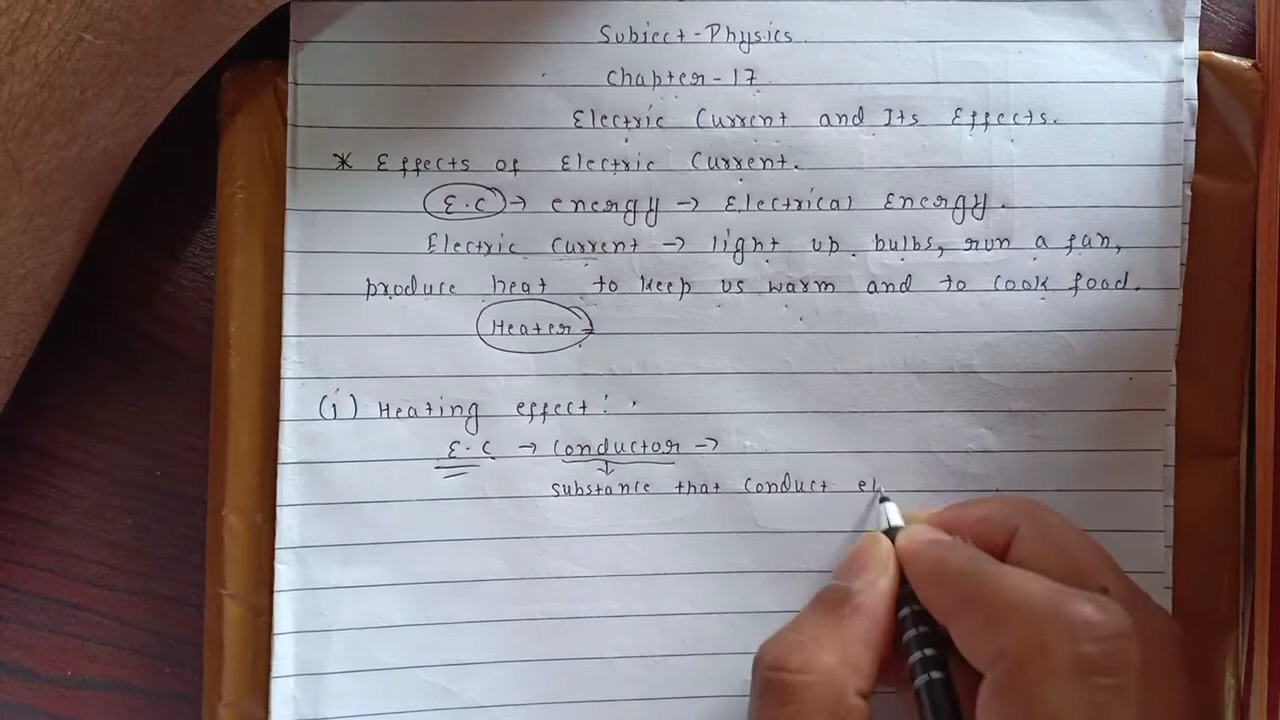 Subject-Physics
Chapter-17
Electric Current and Its Effects.
* Effects of Electric Current.
E.C → energy → Electrical Energy.
Electric Current → light up bulbs, run a fan,
produce heat to keep us warm and to cook food.
Heater →
(i) Heating effect:
E.C → Conductor →
↓
substance that conduct el